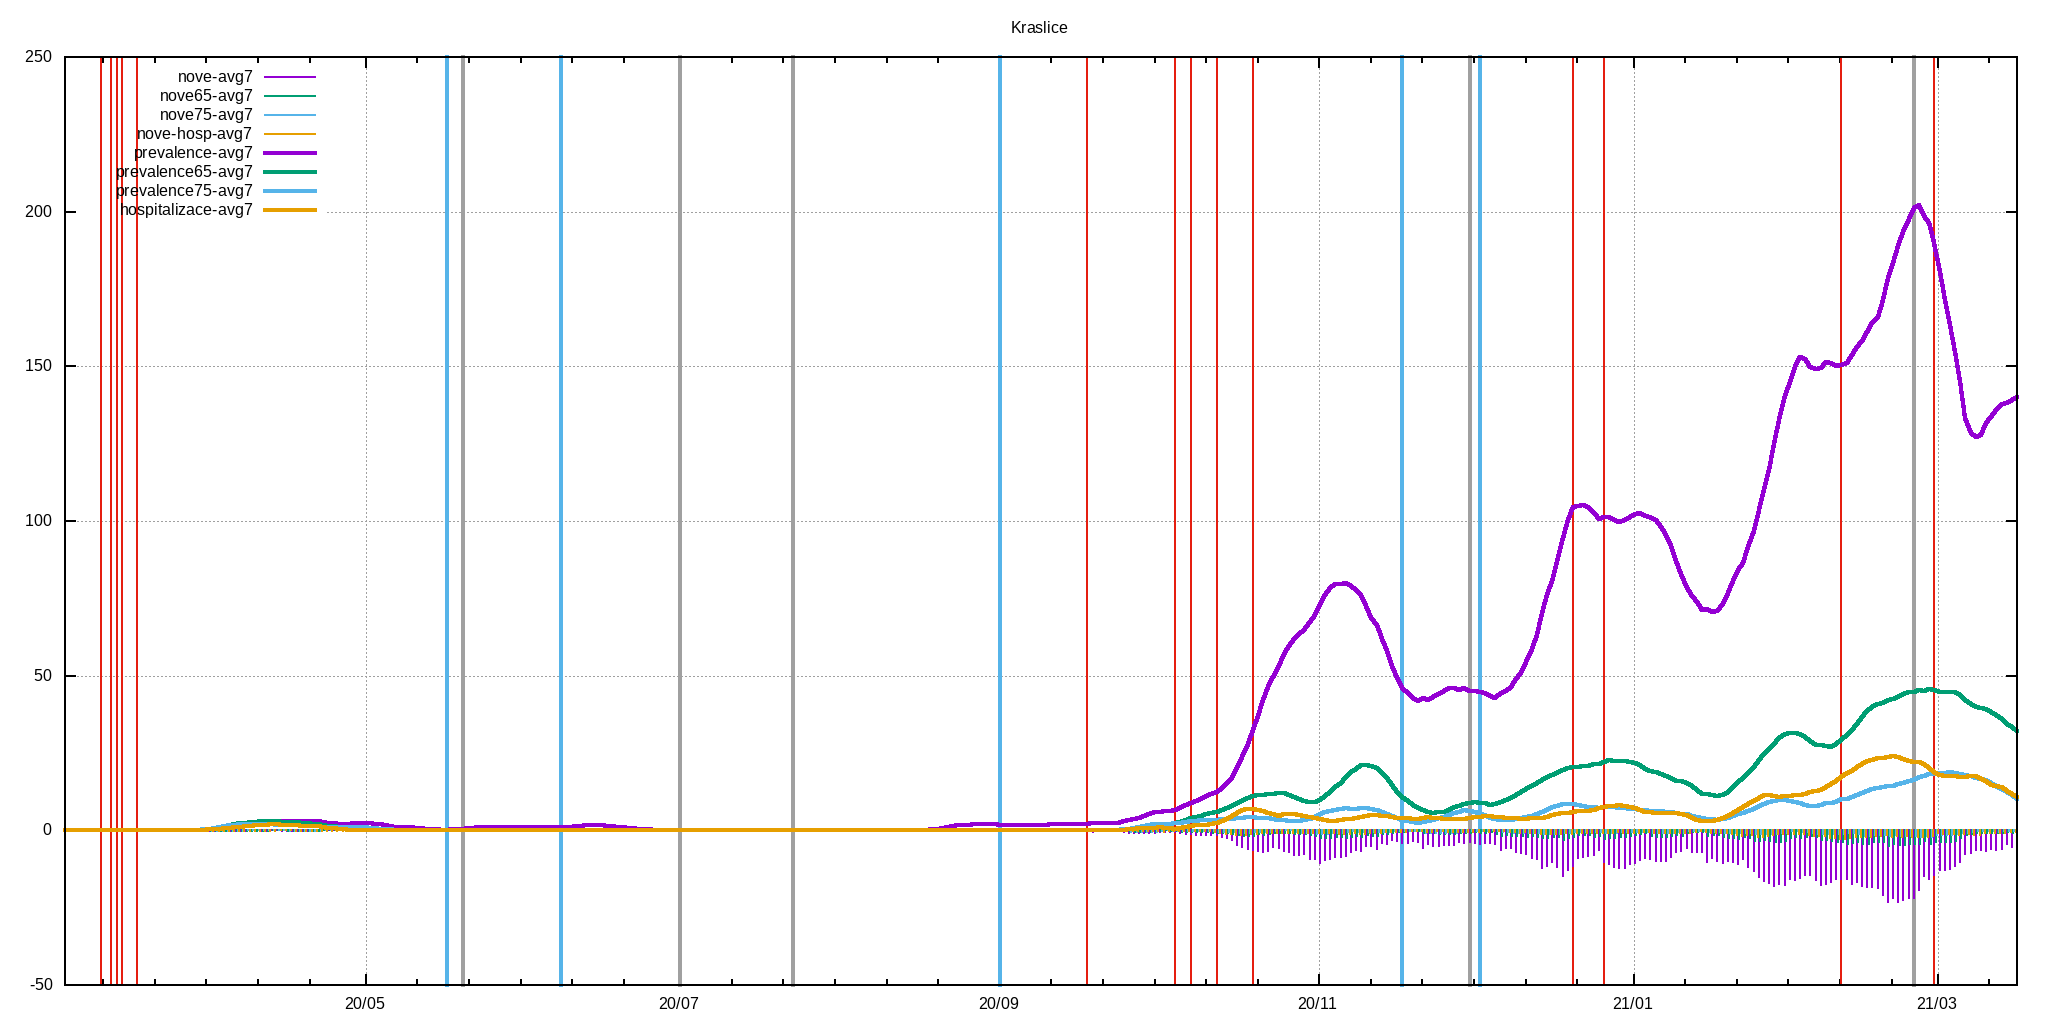 Kraslice
250
200
150
100
50
0
-50
nove-avg7
nove65-avg7
nove75-avg7
nove-hosp-avg7
prevalence-avg7
prevalence65-avg7
prevalence75-avg7
hospitalizace-avg7
20/05
20/07
20/09
20/11
21/01
21/03